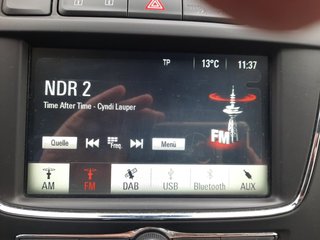 TP 13°C 11:37
NDR 2
Time After Time - Cyndi Lauper
FM
Quelle Freq. Menü
AM FM DAB USB Bluetooth AUX